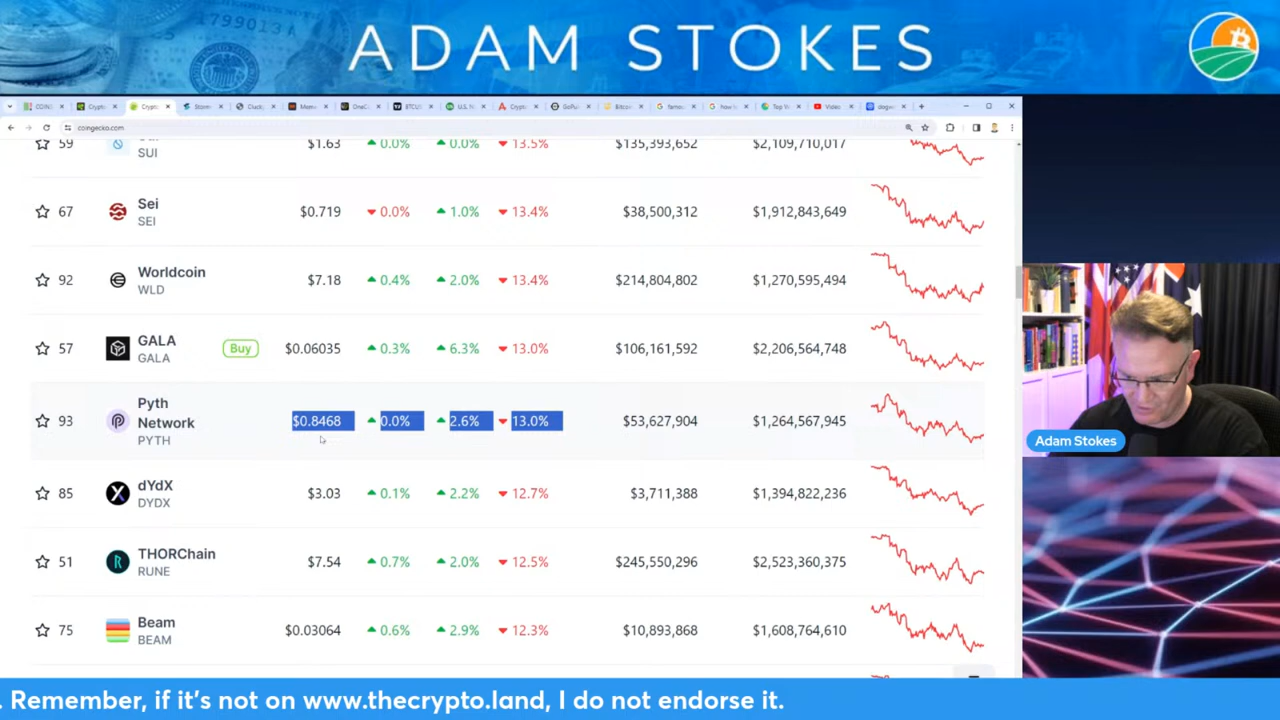 ADAM STOKES
coingecko.com
59
SUI
$1.63 0.0% 0.0% 13.5% $135,393,652 $2,109,710,017
67 Sei
SEI
$0.719 0.0% 1.0% 13.4% $38,500,312 $1,912,843,649
92 Worldcoin
WLD
$7.18 0.4% 2.0% 13.4% $214,804,802 $1,270,595,494
57 GALA
GALA
Buy $0.06035 0.3% 6.3% 13.0% $106,161,592 $2,206,564,748
93 Pyth
Network
PYTH
$0.8468 0.0% 2.6% 13.0% $53,627,904 $1,264,567,945
85 dYdX
DYDX
$3.03 0.1% 2.2% 12.7% $3,711,388 $1,394,822,236
51 THORChain
RUNE
$7.54 0.7% 2.0% 12.5% $245,550,296 $2,523,360,375
75 Beam
BEAM
$0.03064 0.6% 2.9% 12.3% $10,893,868 $1,608,764,610
Adam Stokes
. Remember, if it's not on www.thecrypto.land, I do not endorse it.